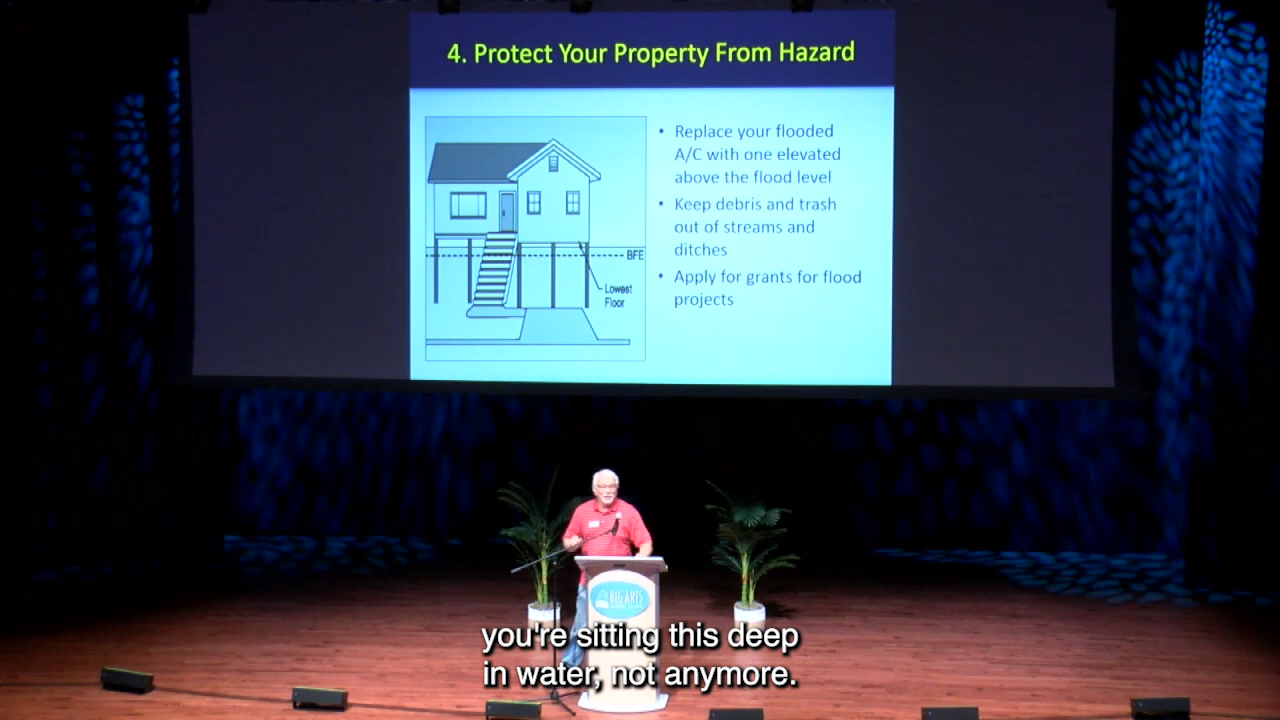 4. Protect Your Property From Hazard
• Replace your flooded
A/C with one elevated
above the flood level
• Keep debris and trash
out of streams and
ditches
• Apply for grants for flood
projects
BFE
Lowest
Floor
BIG ARTS
you're sitting this deep
in water, not anymore.